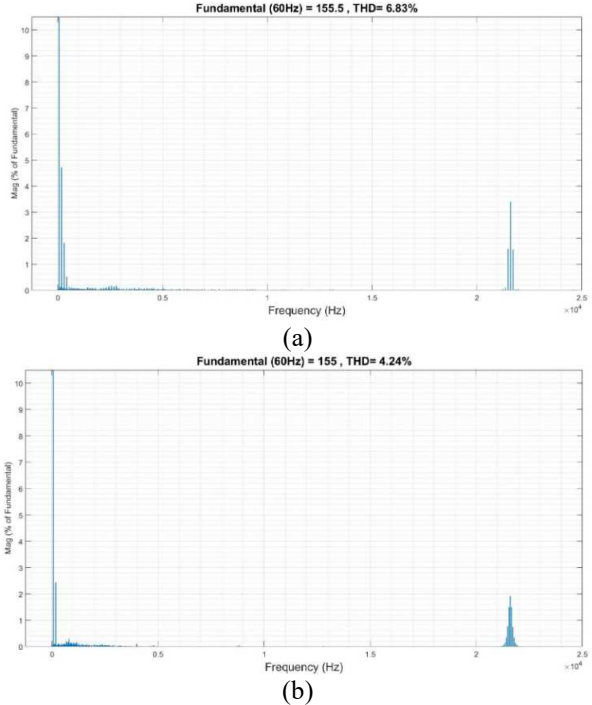 Fundamental (60Hz) = 155.5 , THD= 6.83%
10
9
8
7
6
5
4
3
2
1
0
Mag (% of Fundamental)
0 0.5 1 1.5 2 2.5
×10⁴
Frequency (Hz)
(a)
Fundamental (60Hz) = 155 , THD= 4.24%
10
9
8
7
6
5
4
3
2
1
0
Mag (% of Fundamental)
0 0.5 1 1.5 2 2.5
×10⁴
Frequency (Hz)
(b)